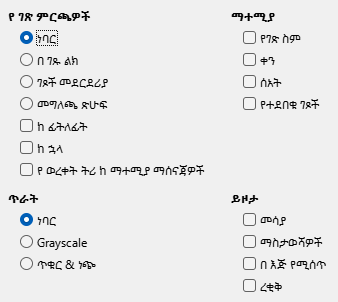 የ ገጽ ምርጫዎች
ነባር
በ ገጹ ልክ
ገጾች መደርደሪያ
መግለጫ ጽሁፍ
ከ ፊትለፊት
ከ ኋላ
የ ወረቀት ትሪ ከ ማተሚያ ማሰናጃዎች
ማተሚያ
የገጽ ስም
ቀን
ሰአት
የተደበቁ ገጾች
ጥራት
ነባር
Grayscale
ጥቁር & ነጭ
ይዞታ
መሳያ
ማስታወሻዎች
በ እጅ የሚሰጥ
ረቂቅ